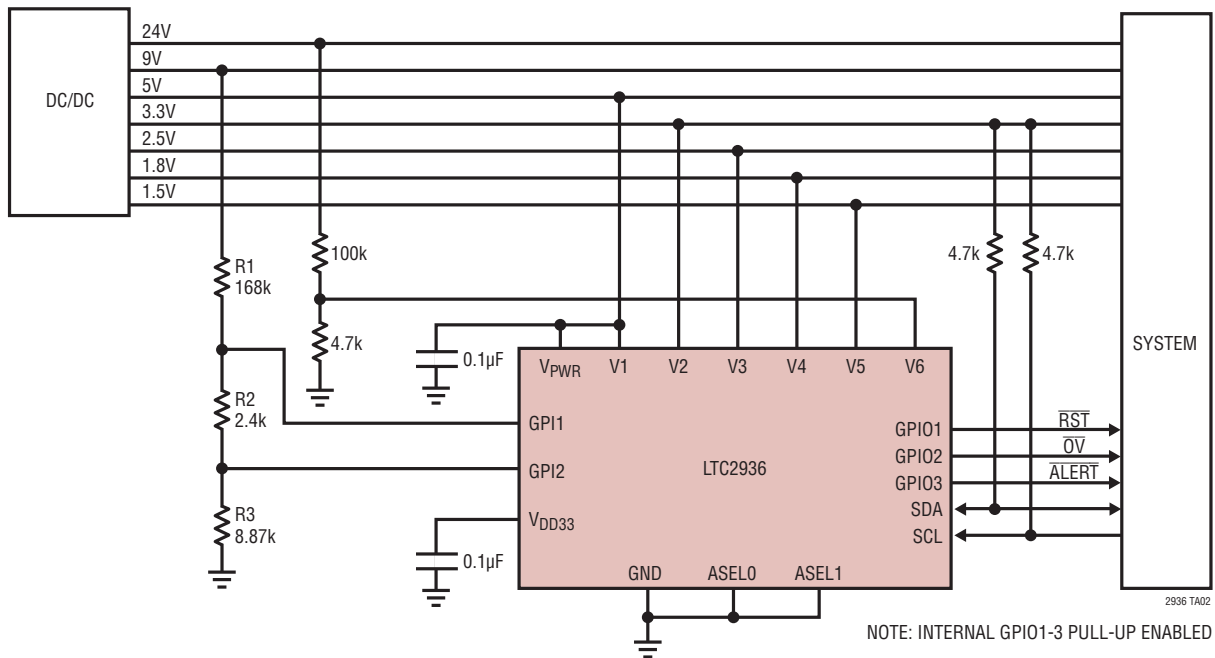 24V
9V
5V
3.3V
2.5V
1.8V
1.5V
DC/DC
SYSTEM
R1
168k
100k
4.7k
4.7k
4.7k
R2
2.4k
R3
8.87k
0.1µF
0.1µF
VPWR V1 V2 V3 V4 V5 V6
GPI1
GPI2
VDD33
LTC2936
GPIO1
GPIO2
GPIO3
SDA
SCL
RST
OV
ALERT
GND ASEL0 ASEL1
2936 TA02
NOTE: INTERNAL GPIO1-3 PULL-UP ENABLED